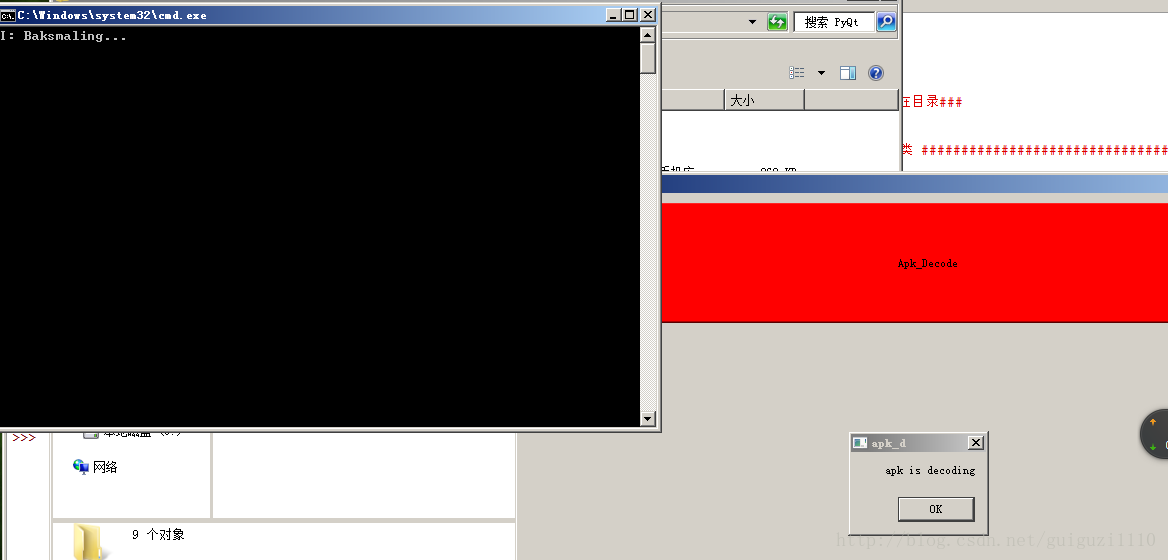 C:\Windows\system32\cmd.exe
I: Baksmaling...
搜索 PyQt
大小
在目录###
类 ###############################
Apk_Decode
>>>
网络
9 个对象
apk_d
apk is decoding
OK
http://blog.csdn.net/guiguzi1110